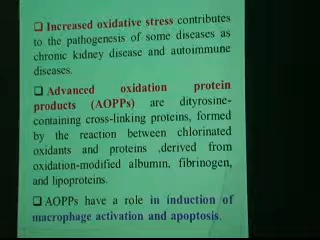 ❑ Increased oxidative stress contributes
to the pathogenesis of some diseases as
chronic kidney disease and autoimmune
diseases.
❑ Advanced oxidation protein
products (AOPPs) are dityrosine-
containing cross-linking proteins, formed
by the reaction between chlorinated
oxidants and proteins ,derived from
oxidation-modified albumin, fibrinogen,
and lipoproteins.
❑ AOPPs have a role in induction of
macrophage activation and apoptosis.